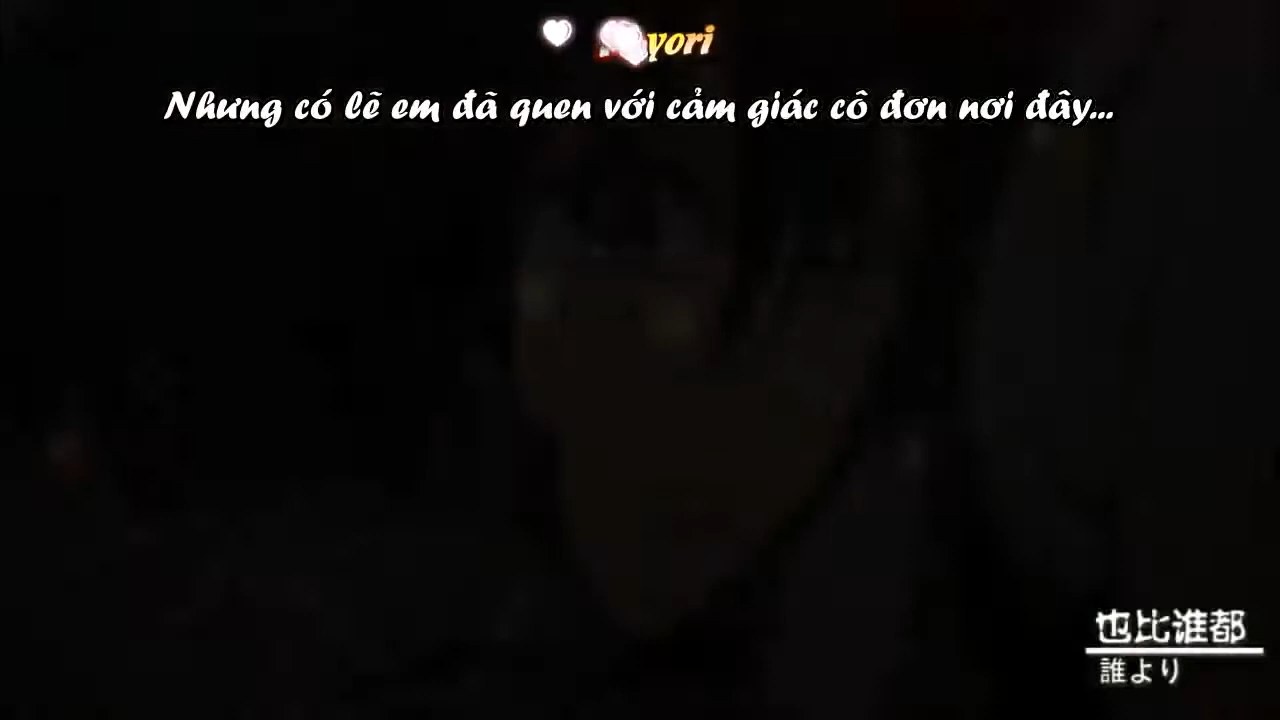 yori
Nhưng có lẽ em đã quen với cảm giác cô đơn nơi đây...
也比谁都
誰より